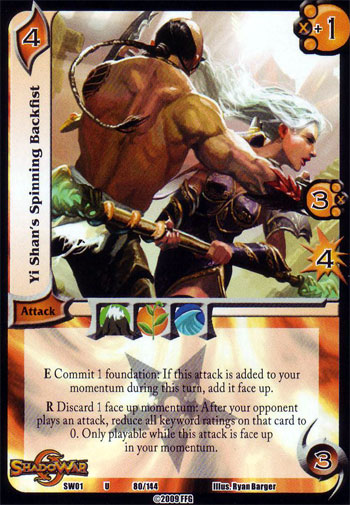 4
+1
Yi Shan's Spinning Backfist
3
4
Attack
E Commit 1 foundation: If this attack is added to your
momentum during this turn, add it face up.
R Discard 1 face up momentum: After your opponent
plays an attack, reduce all keyword ratings on that card to
0. Only playable while this attack is face up
in your momentum.
SHADOWAR
3
SW01 U 80/144 Illus. Ryan Barger
©2009 FFG